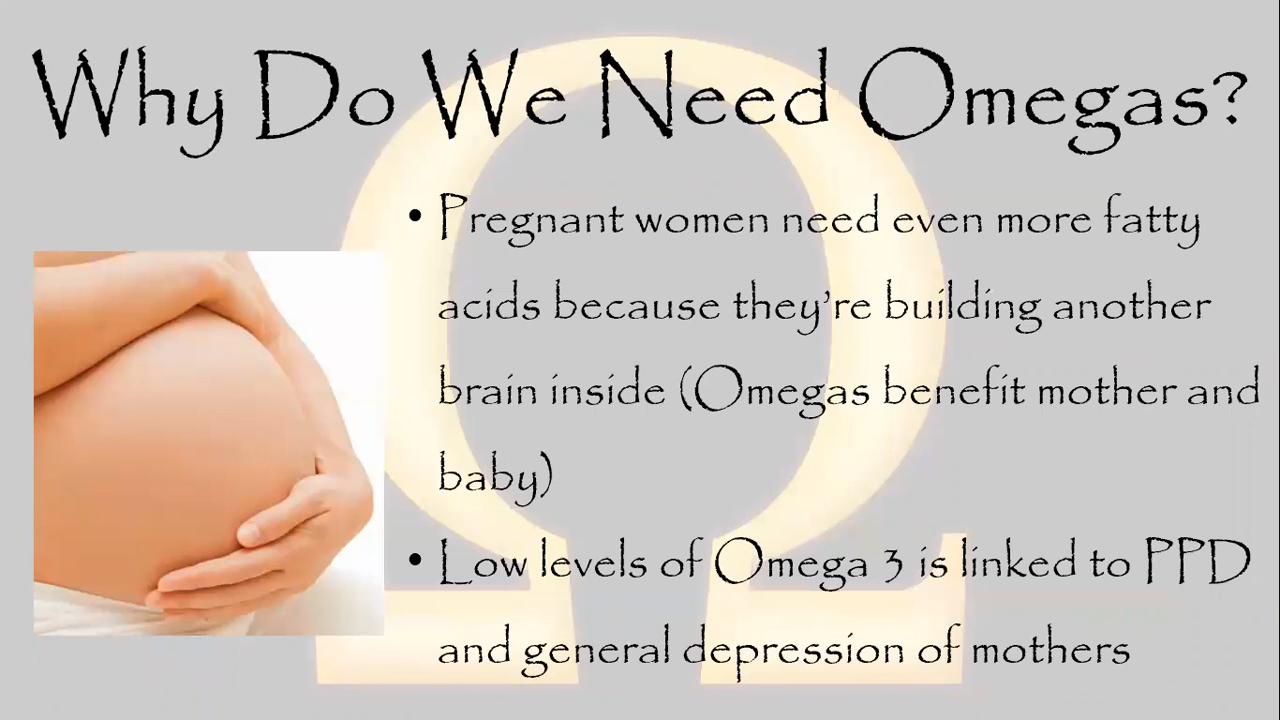 Why Do We Need Omegas?
• Pregnant women need even more fatty
acids because they're building another
brain inside (Omegas benefit mother and
baby)
• Low levels of Omega 3 is linked to PPD
and general depression of mothers